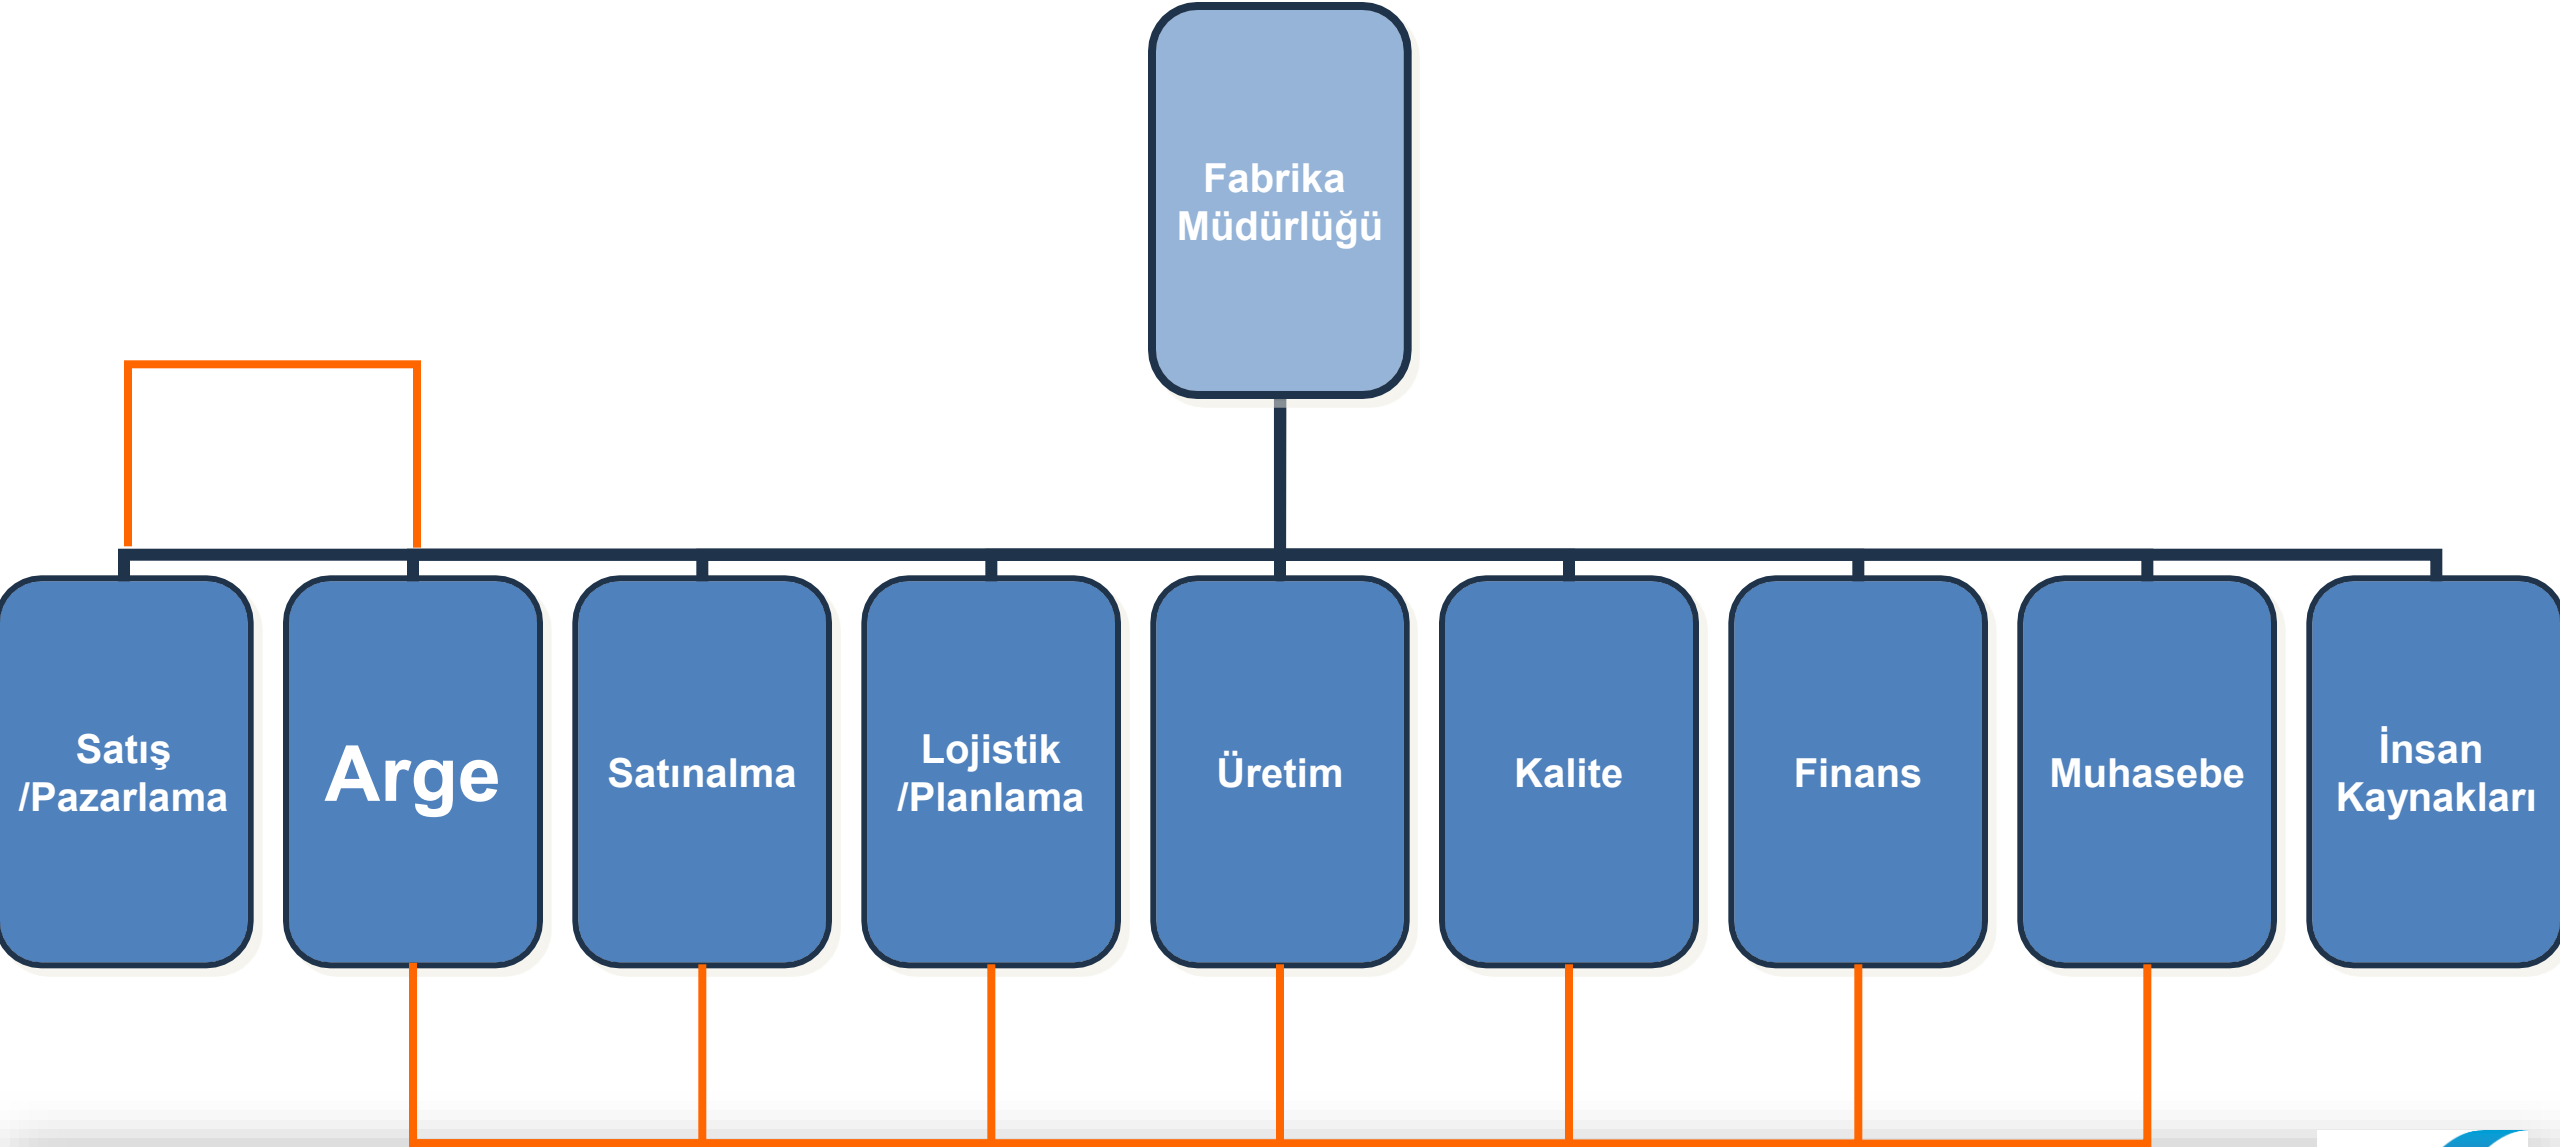 Fabrika
Müdürlüğü
Satış
/Pazarlama
Arge
Satınalma
Lojistik
/Planlama
Üretim
Kalite
Finans
Muhasebe
İnsan
Kaynakları